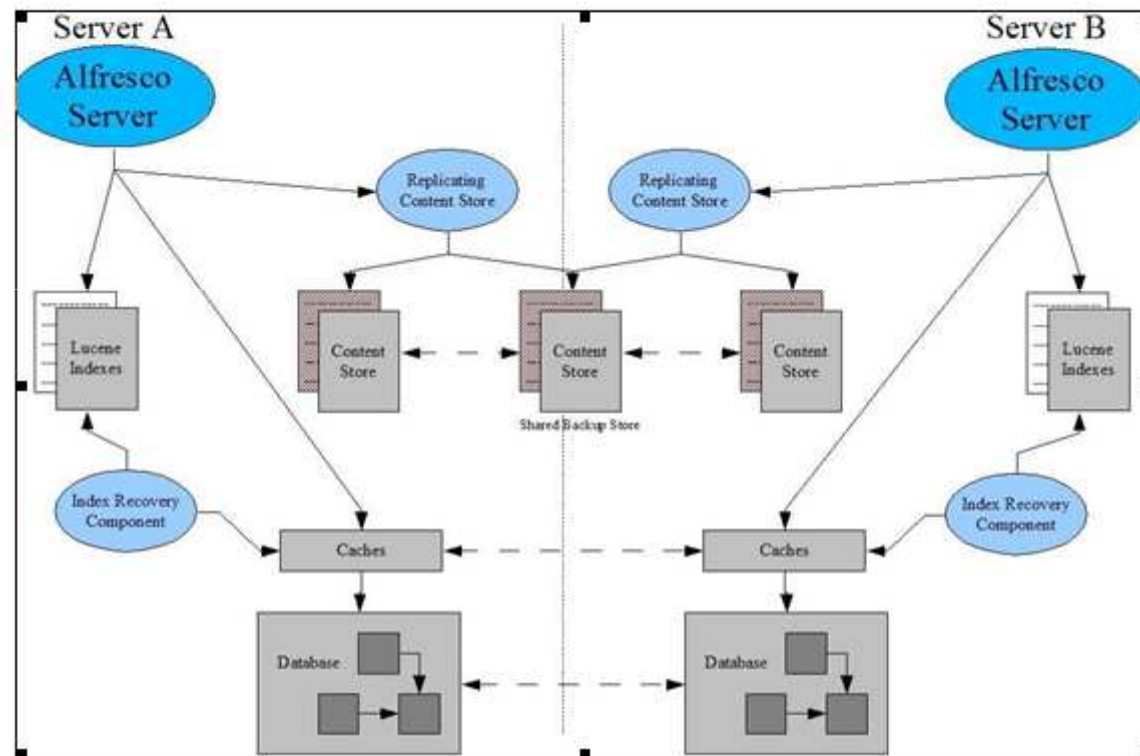 Server A
Server B
Alfresco
Server
Alfresco
Server
Replicating
Content Store
Replicating
Content Store
Lucene
Indexes
Content
Store
Content
Store
Content
Store
Lucene
Indexes
Shared Backup Store
Index Recovery
Component
Index Recovery
Component
Caches
Caches
Database
Database